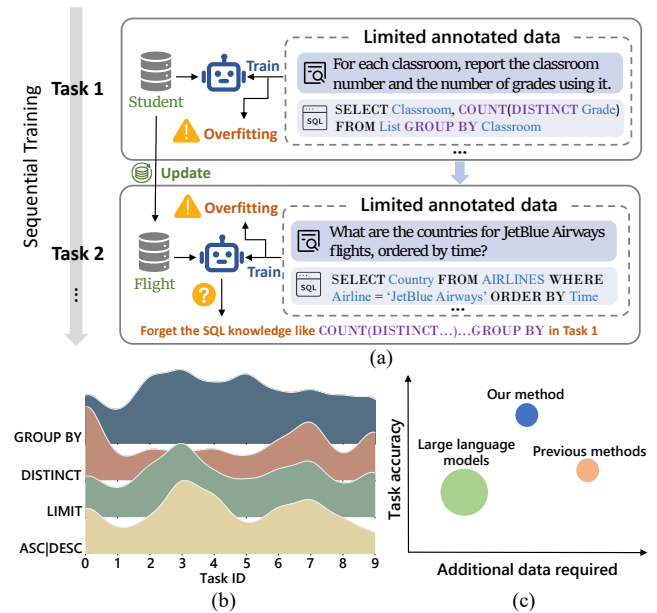 Sequential Training
Task 1
Student
Train
Overfitting
Limited annotated data
For each classroom, report the classroom
number and the number of grades using it.
SQL
SELECT Classroom, COUNT(DISTINCT Grade)
FROM List GROUP BY Classroom
...
Update
Task 2
...
Flight
Overfitting
Train
Limited annotated data
What are the countries for JetBlue Airways
flights, ordered by time?
SQL
SELECT Country FROM AIRLINES WHERE
Airline = ‘JetBlue Airways’ ORDER BY Time
...
?
Forget the SQL knowledge like COUNT(DISTINCT...)...GROUP BY in Task 1
(a)
GROUP BY
DISTINCT
LIMIT
ASC|DESC
0 1 2 3 4 5 6 7 8 9
Task ID
(b)
Task accuracy
Our method
Large language
models
Previous methods
Additional data required
(c)